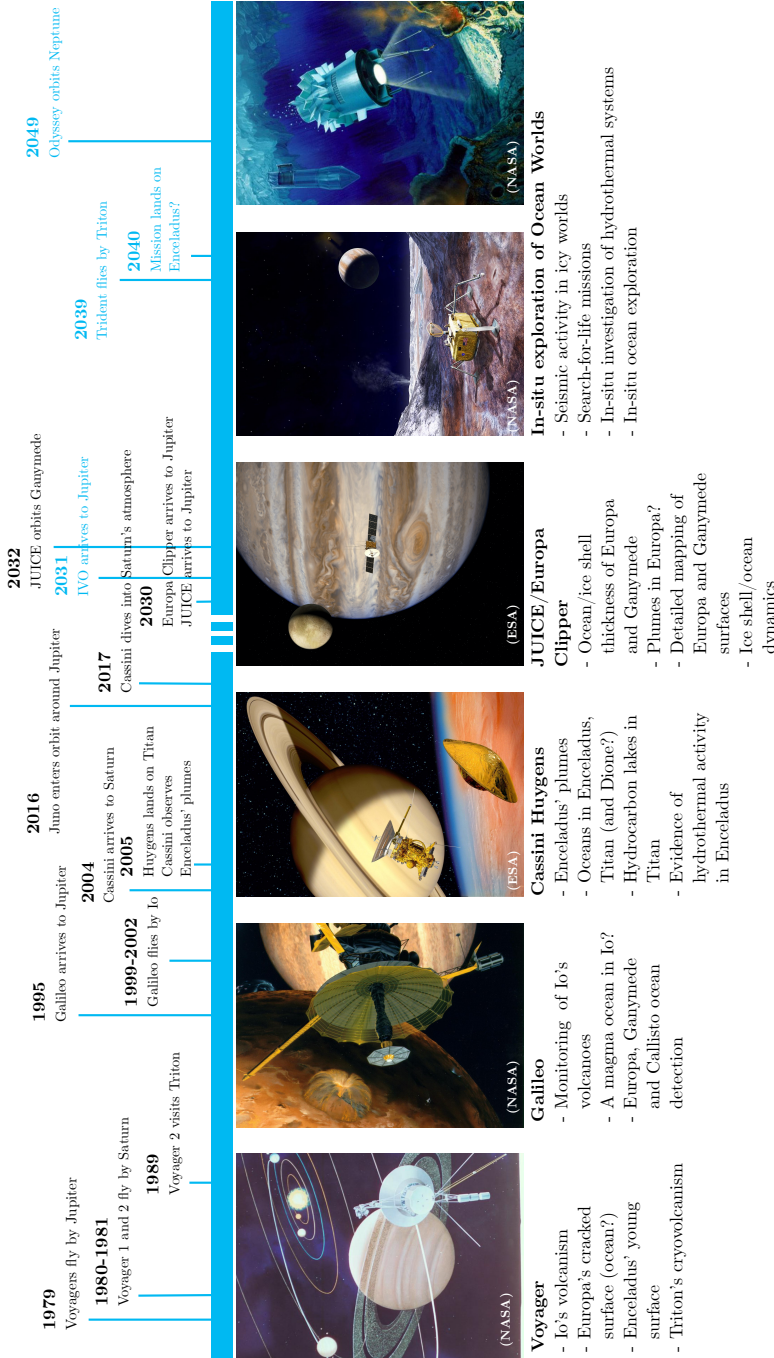 1979
Voyagers fly by Jupiter
1980-1981
Voyager 1 and 2 fly by Saturn
1989
Voyager 2 visits Triton
1995
Galileo arrives to Jupiter
1999-2002
Galileo flies by Io
2004
Cassini arrives to Saturn
2005
Huygens lands on Titan
Cassini observes
Enceladus' plumes
2016
Juno enters orbit around Jupiter
2017
Cassini dives into Saturn's atmosphere
2030
Europa Clipper arrives to Jupiter
JUICE arrives to Jupiter
2031
IVO arrives to Jupiter
2032
JUICE orbits Ganymede
2039
Trident flies by Triton
2040
Mission lands on
Enceladus?
2049
Odyssey orbits Neptune
(NASA)
Voyager
- Io's volcanism
- Europa's cracked
surface (ocean?)
- Enceladus' young
surface
- Triton's cryovolcanism
(NASA)
Galileo
- Monitoring of Io's
volcanoes
- A magma ocean in Io?
- Europa, Ganymede
and Callisto ocean
detection
(ESA)
Cassini Huygens
- Enceladus' plumes
- Oceans in Enceladus,
Titan (and Dione?)
- Hydrocarbon lakes in
Titan
- Evidence of
hydrothermal activity
in Enceladus
(ESA)
JUICE/Europa
Clipper
- Ocean/ice shell
thickness of Europa
and Ganymede
- Plumes in Europa?
- Detailed mapping of
Europa and Ganymede
surfaces
- Ice shell/ocean
dynamics
(NASA)
(NASA)
In-situ exploration of Ocean Worlds
- Seismic activity in icy worlds
- Search-for-life missions
- In-situ investigation of hydrothermal systems
- In-situ ocean exploration